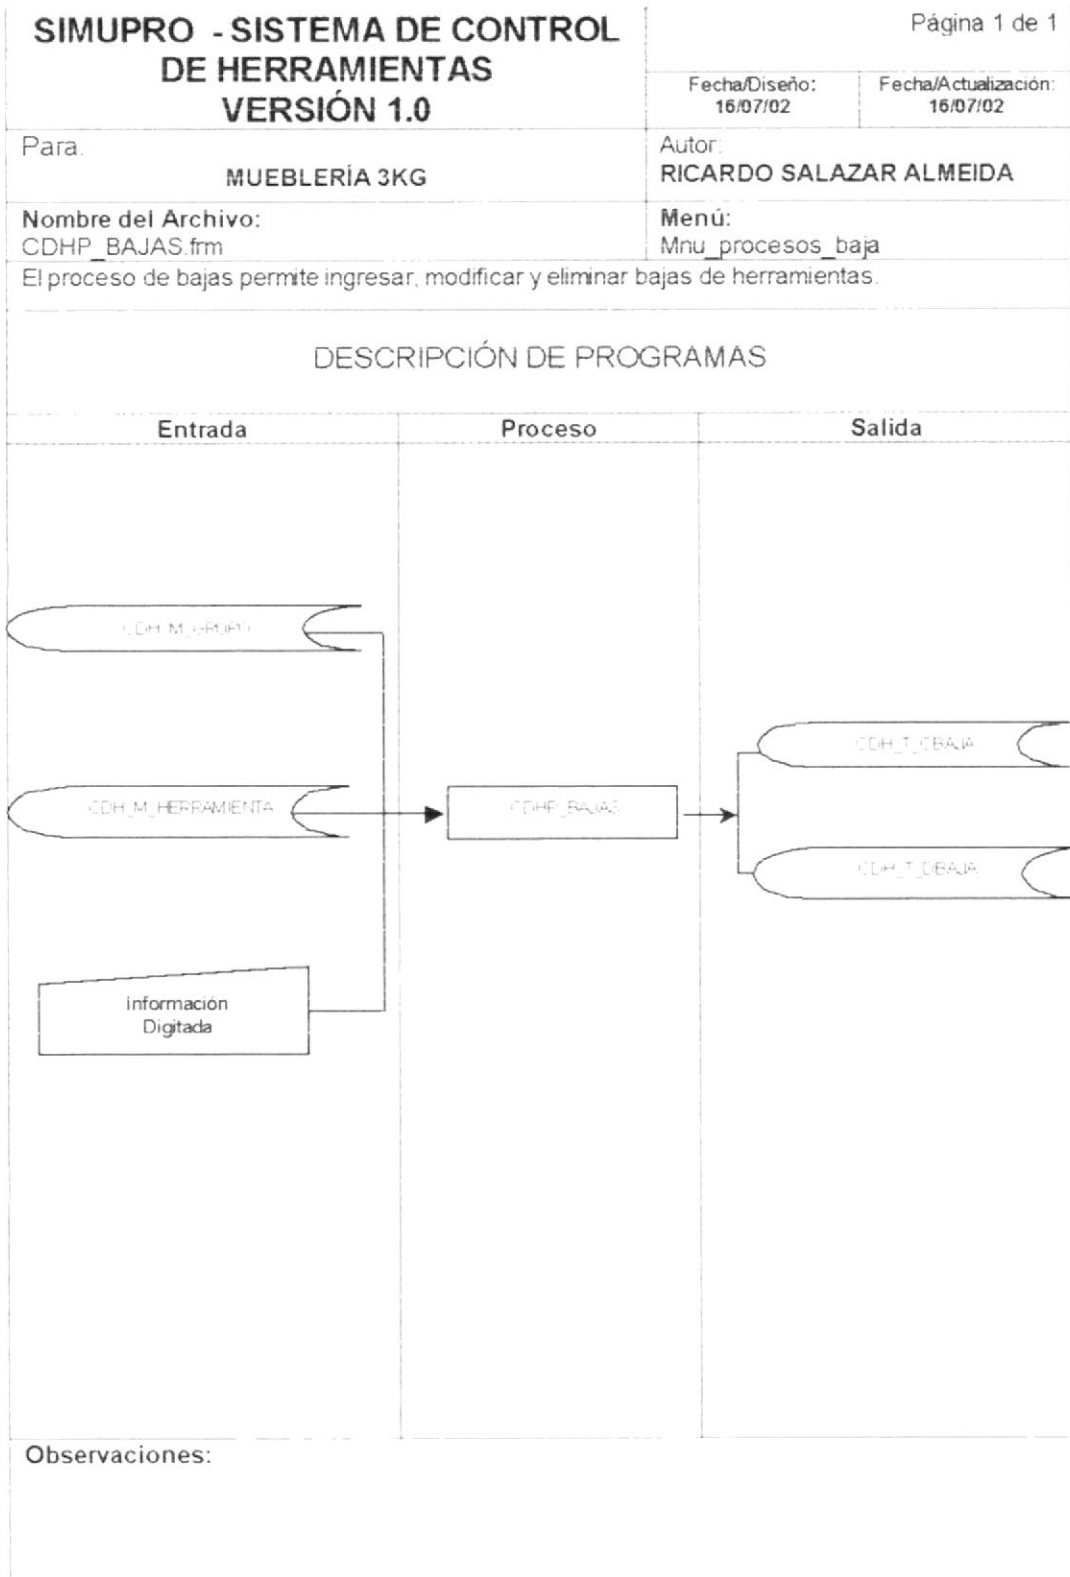 SIMUPRO - SISTEMA DE CONTROL
DE HERRAMIENTAS
VERSIÓN 1.0
Página 1 de 1
Fecha/Diseño:
16/07/02
Fecha/Actualización:
16/07/02
Para.
MUEBLERÍA 3KG
Autor:
RICARDO SALAZAR ALMEIDA
Nombre del Archivo:
CDHP_BAJAS.frm
Menú:
Mnu_procesos_baja
El proceso de bajas permite ingresar, modificar y eliminar bajas de herramientas.
DESCRIPCIÓN DE PROGRAMAS
Entrada
Proceso
Salida
CDH_M_GRUPO
CDH_T_CBAJA
CDH_M_HERRAMIENTA
CDHP_BAJAS
CDH_T_DBAJA
Información
Digitada
Observaciones: